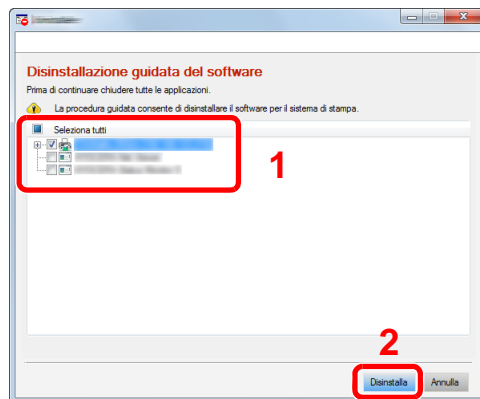 Disinstallazione guidata del software
Prima di continuare chiudere tutte le applicazioni.
La procedura guidata consente di disinstallare il software per il sistema di stampa.
Seleziona tutti
1
2
Disinstalla Annulla